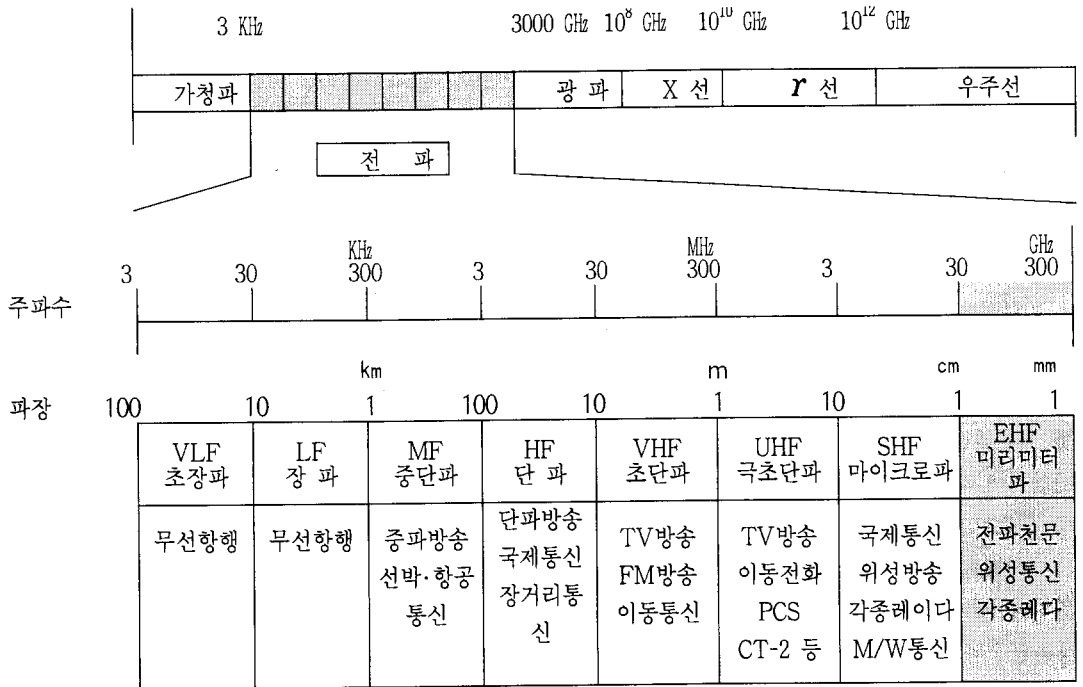 3 KHz 3000 GHz 10⁸ GHz 10¹⁰ GHz 10¹² GHz
가청파 광 파 X 선 r 선 우주선
전 파
KHz MHz GHz
3 30 300 3 30 300 3 30 300
주파수
km m cm mm
파장 100 10 1 100 10 1 10 1 1
VLF LF MF HF VHF UHF SHF EHF
초장파 장 파 중단파 단 파 초단파 극초단파 마이크로파 미리미터
파
무선항행 무선항행 중파방송 단파방송 TV방송 TV방송 국제통신 전파천문
선박·항공 국제통신 FM방송 이동전화 위성방송 위성통신
통신 장거리통 이동통신 PCS 각종레이다 각종레다
신 CT-2 등 M/W통신